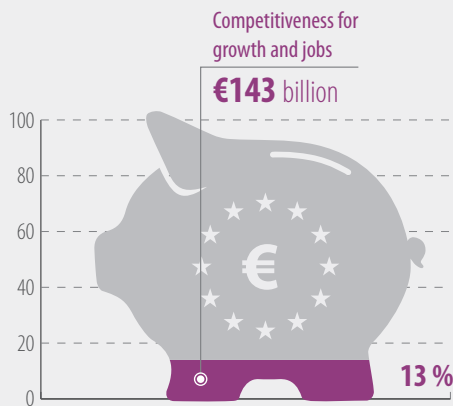 Competitiveness for
growth and jobs
€143 billion
100
80
60
40
20
0
€
13 %